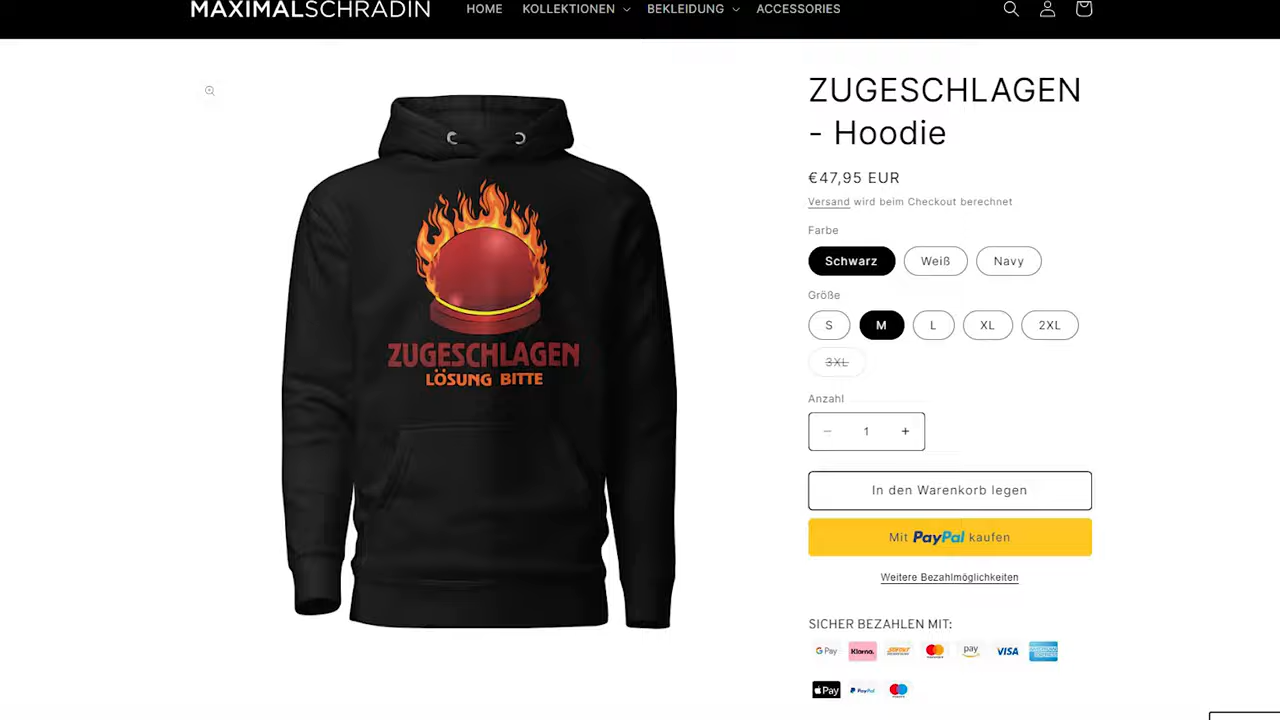 MAXIMALSCHRADIN
HOME KOLLEKTIONEN BEKLEIDUNG ACCESSORIES
ZUGESCHLAGEN
- Hoodie
€47,95 EUR
Versand wird beim Checkout berechnet
Farbe
Schwarz Weiß Navy
Größe
S M L XL 2XL
3XL
Anzahl
− 1 +
In den Warenkorb legen
Mit PayPal kaufen
Weitere Bezahlmöglichkeiten
SICHER BEZAHLEN MIT:
G Pay Klarna. pay VISA
Pay PayPal
ZUGESCHLAGEN
LÖSUNG BITTE